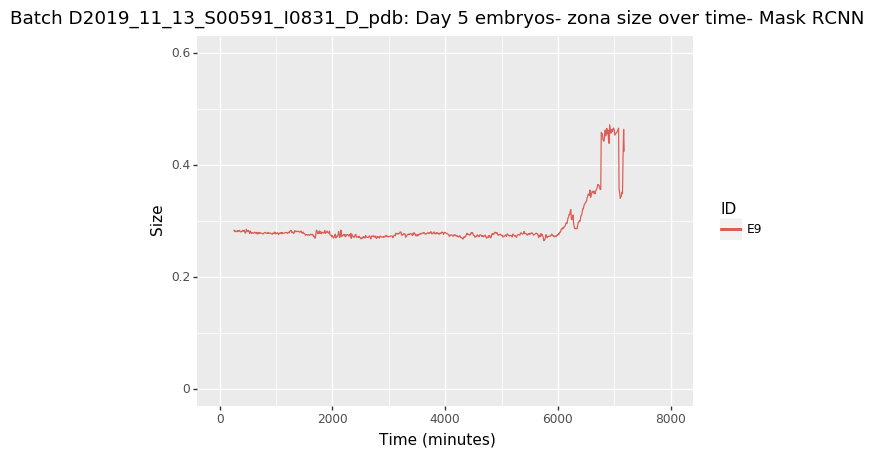 Batch D2019_11_13_S00591_I0831_D_pdb: Day 5 embryos- zona size over time- Mask RCNN
0.6
0.4
0.2
0
Size
0
2000
4000
6000
8000
Time (minutes)
ID
E9